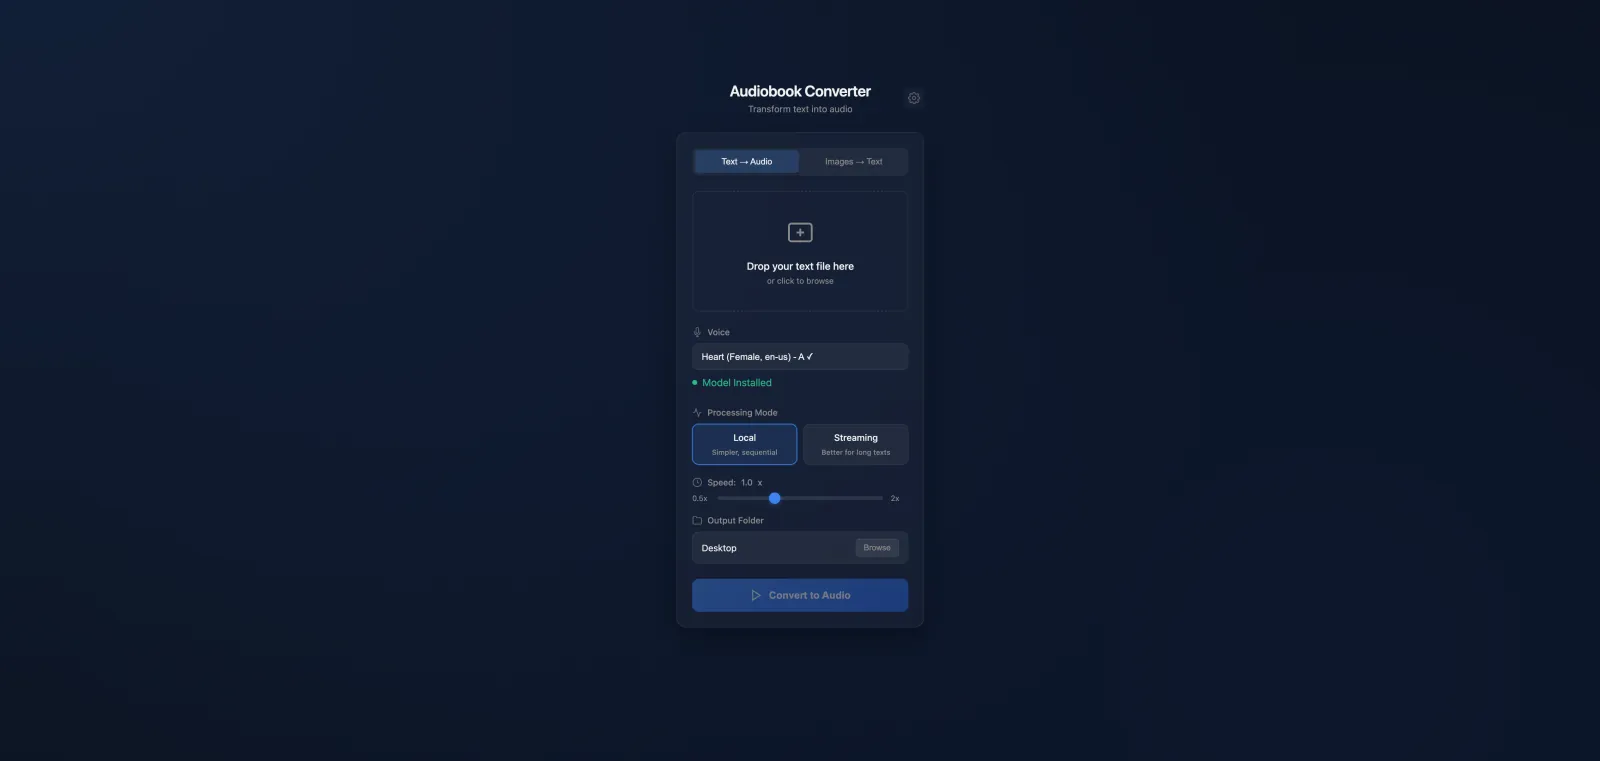 Audiobook Converter
Transform text into audio
Text → Audio
Images → Text
Drop your text file here
or click to browse
Voice
Heart (Female, en-us) - A ✓
Model Installed
Processing Mode
Local
Simpler, sequential
Streaming
Better for long texts
Speed: 1.0 x
0.5x
2x
Output Folder
Desktop
Browse
Convert to Audio